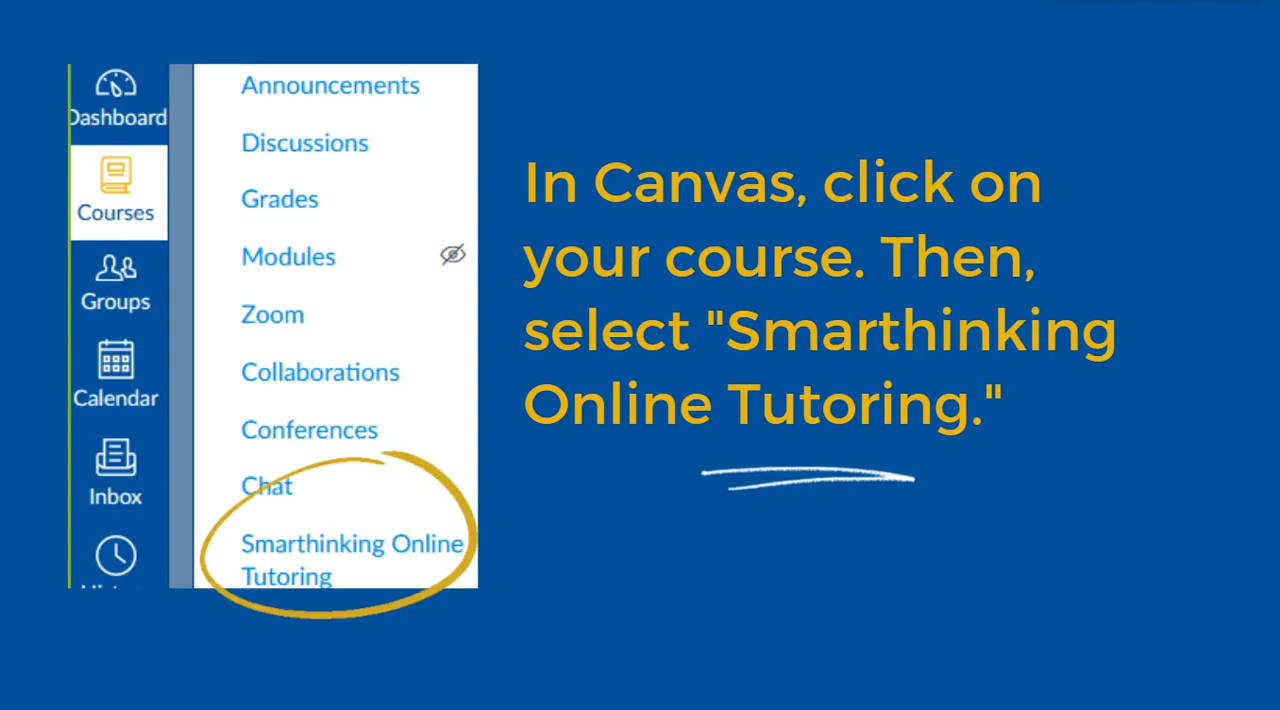 Dashboard
Courses
Groups
Calendar
Inbox
Announcements
Discussions
Grades
Modules
Zoom
Collaborations
Conferences
Chat
Smarthinking Online
Tutoring
In Canvas, click on
your course. Then,
select "Smarthinking
Online Tutoring."